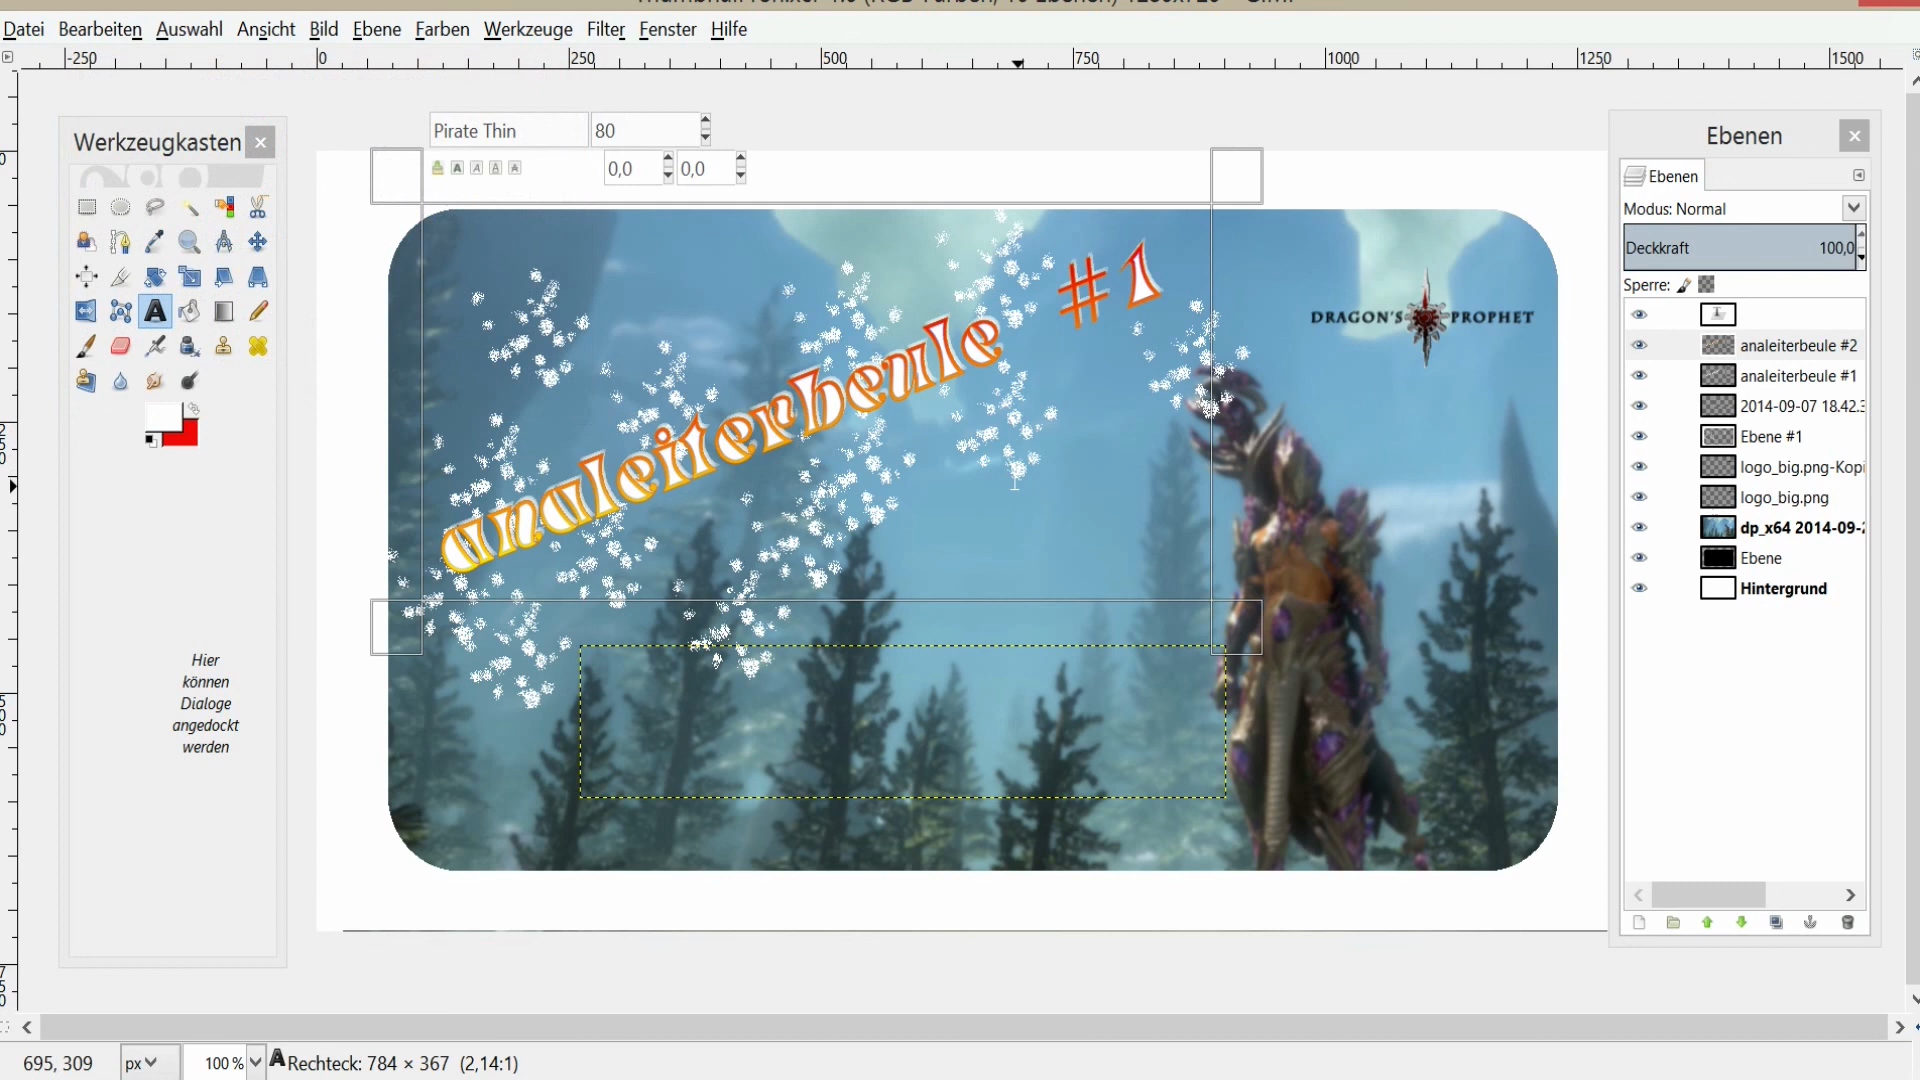 Datei Bearbeiten Auswahl Ansicht Bild Ebene Farben Werkzeuge Filter Fenster Hilfe
-250 0 250 500 750 1000 1250 1500
Werkzeugkasten
Pirate Thin 80
0,0 0,0
analeiterbeule #1
DRAGON'S PROPHET
Hier
können
Dialoge
angedockt
werden
Ebenen
Ebenen
Modus: Normal
Deckkraft 100,0
Sperre:
analeiterbeule #2
analeiterbeule #1
2014-09-07 18.42.3
Ebene #1
logo_big.png-Kopi
logo_big.png
dp_x64 2014-09-2
Ebene
Hintergrund
695, 309 px 100 % Rechteck: 784 × 367 (2,14:1)